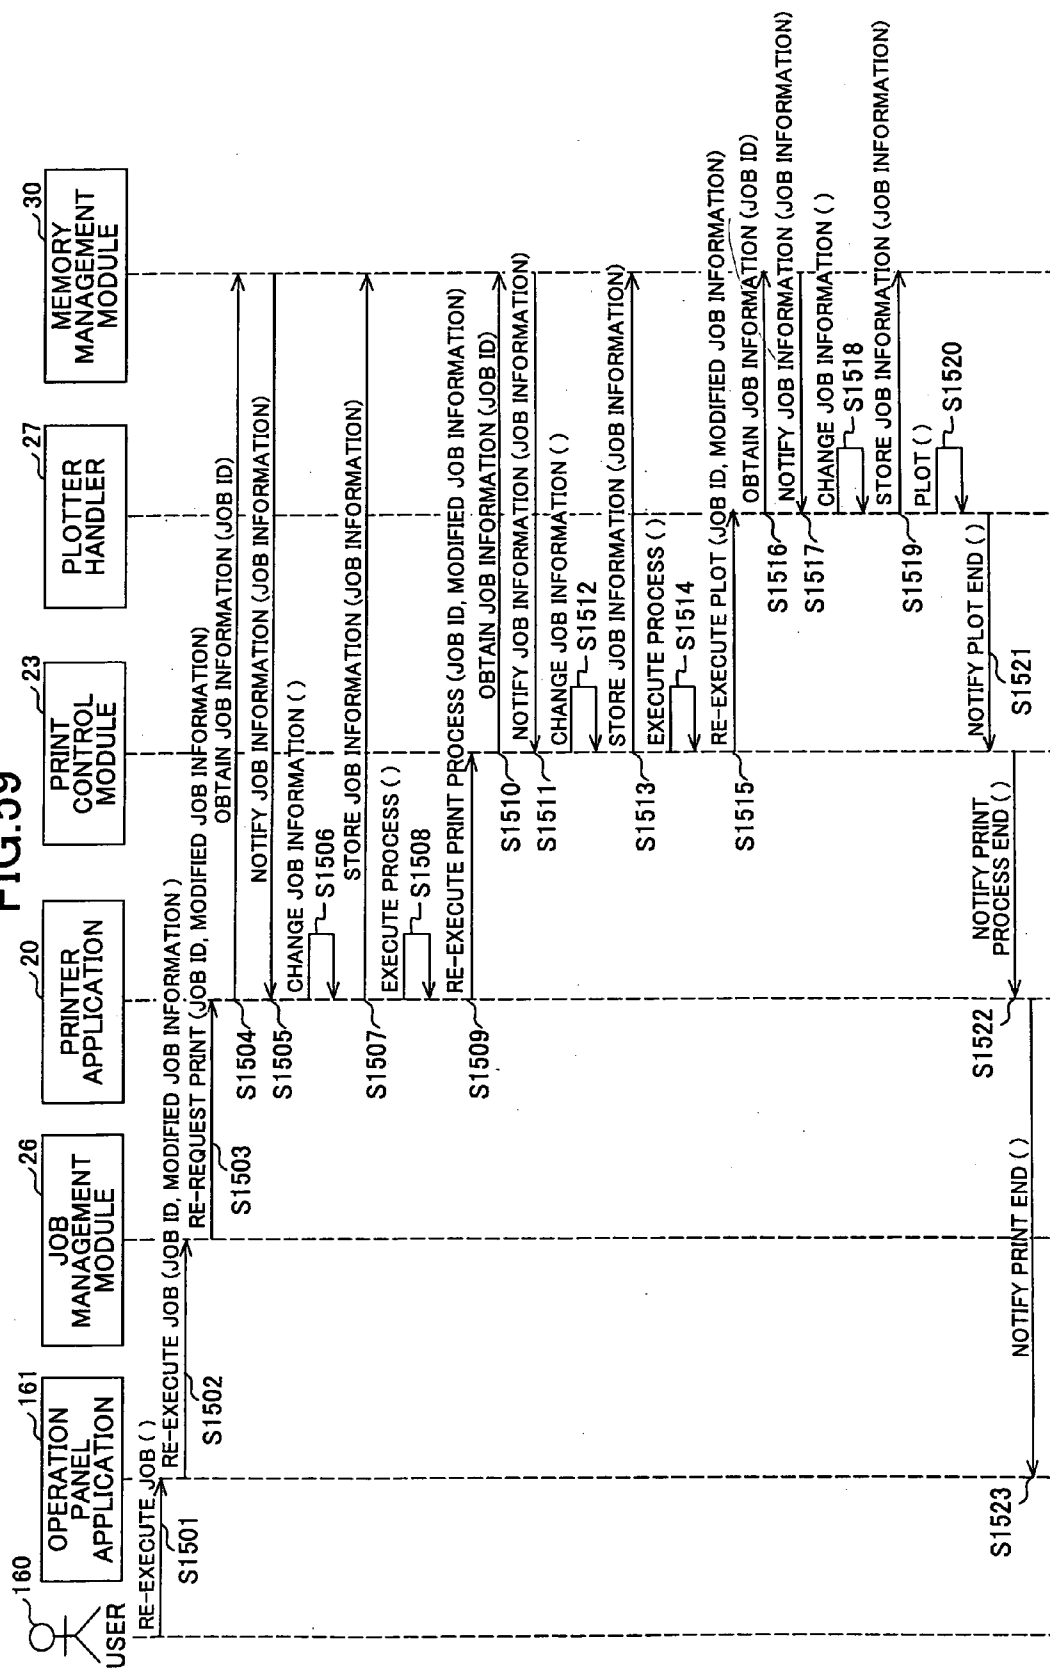 FIG.59
160
USER
OPERATION
PANEL
APPLICATION
161
JOB
MANAGEMENT
MODULE
26
PRINTER
APPLICATION
20
PRINT
CONTROL
MODULE
23
PLOTTER
HANDLER
27
MEMORY
MANAGEMENT
MODULE
30
RE-EXECUTE JOB ( )
S1501
RE-EXECUTE JOB (JOB ID, MODIFIED JOB INFORMATION )
S1502
RE-REQUEST PRINT (JOB ID, MODIFIED JOB INFORMATION)
S1503
OBTAIN JOB INFORMATION (JOB ID)
S1504
NOTIFY JOB INFORMATION (JOB INFORMATION)
S1505
CHANGE JOB INFORMATION ( )
S1506
STORE JOB INFORMATION (JOB INFORMATION)
S1507
EXECUTE PROCESS ( )
S1508
RE-EXECUTE PRINT PROCESS (JOB ID, MODIFIED JOB INFORMATION)
S1509
OBTAIN JOB INFORMATION (JOB ID)
S1510
NOTIFY JOB INFORMATION (JOB INFORMATION)
S1511
CHANGE JOB INFORMATION ( )
S1512
STORE JOB INFORMATION (JOB INFORMATION)
S1513
EXECUTE PROCESS ( )
S1514
RE-EXECUTE PLOT (JOB ID, MODIFIED JOB INFORMATION)
S1515
OBTAIN JOB INFORMATION (JOB ID)
S1516
NOTIFY JOB INFORMATION (JOB INFORMATION)
S1517
CHANGE JOB INFORMATION ( )
S1518
STORE JOB INFORMATION (JOB INFORMATION)
S1519
PLOT ( )
S1520
NOTIFY PLOT END ( )
S1521
NOTIFY PRINT
PROCESS END ( )
S1522
NOTIFY PRINT END ( )
S1523